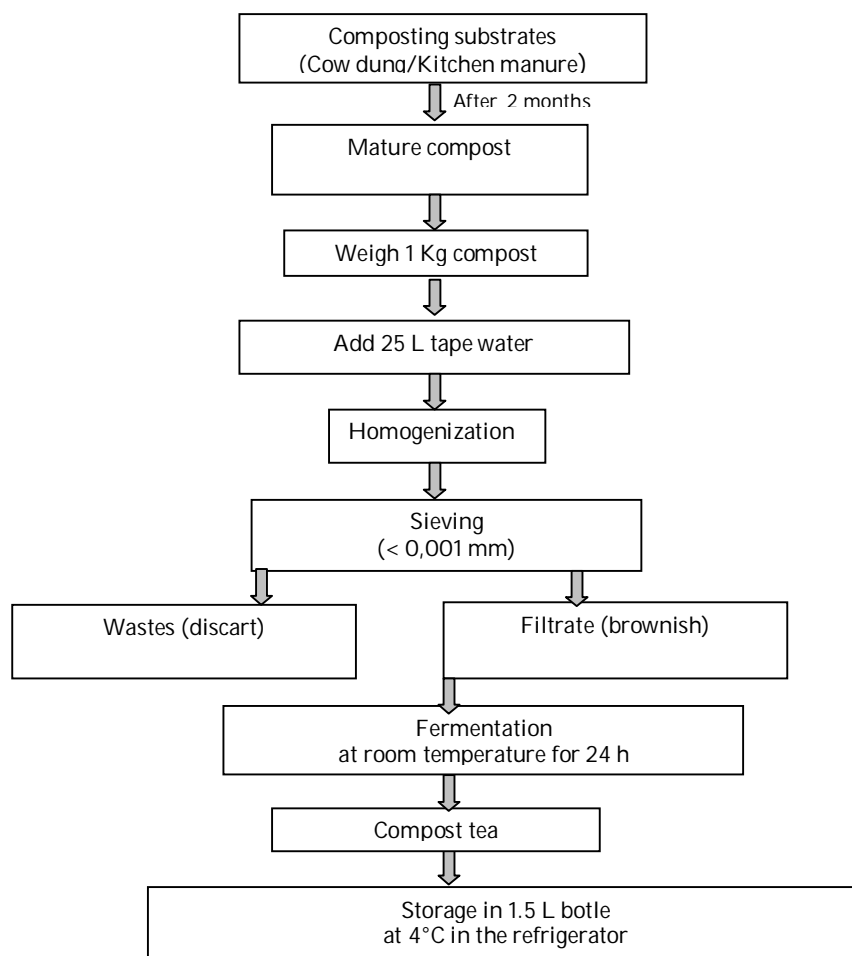 Composting substrates
(Cow dung/Kitchen manure)
After 2 months
Mature compost
Weigh 1 Kg compost
Add 25 L tape water
Homogenization
Sieving
(< 0,001 mm)
Wastes (discart)
Filtrate (brownish)
Fermentation
at room temperature for 24 h
Compost tea
Storage in 1.5 L botle
at 4°C in the refrigerator